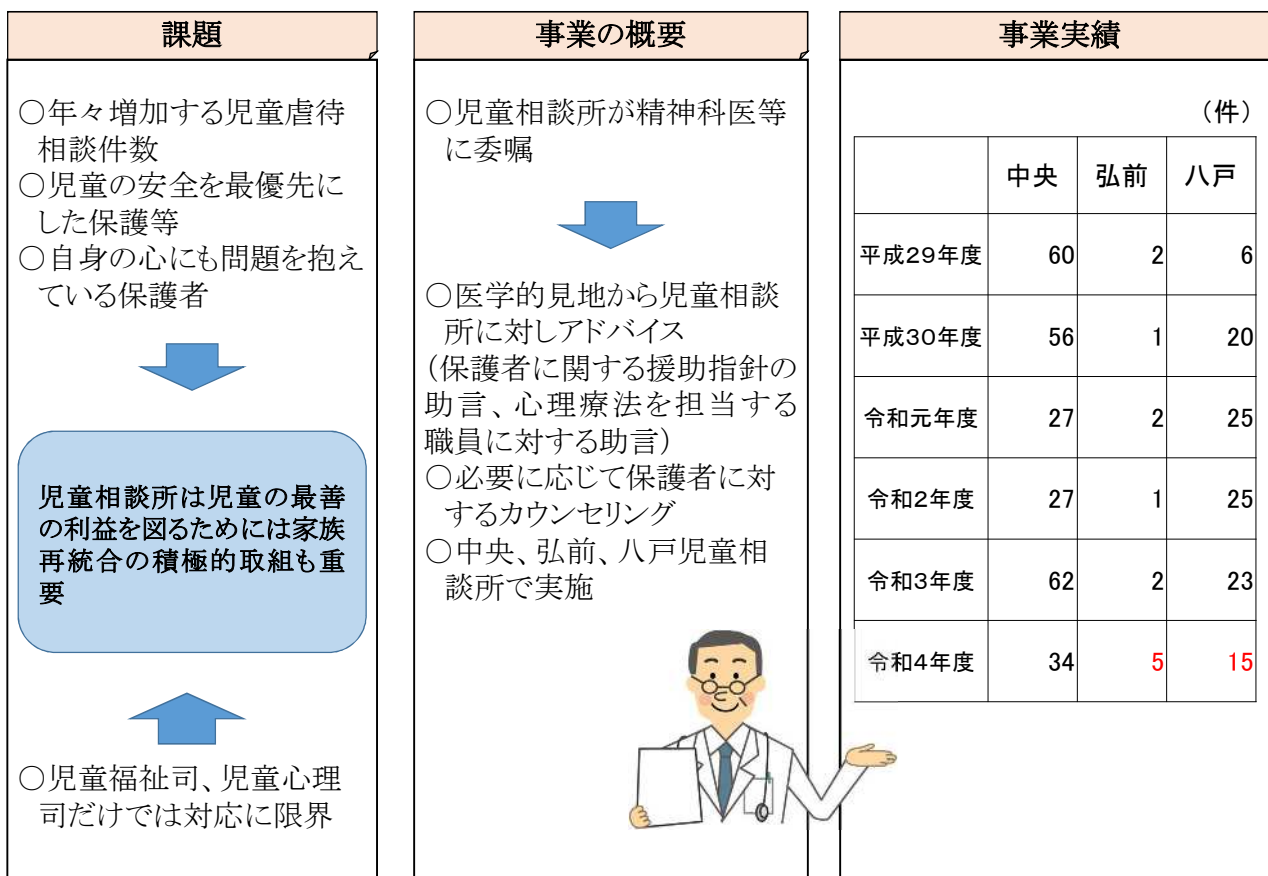 課題
○年々増加する児童虐待
相談件数
○児童の安全を最優先に
した保護等
○自身の心にも問題を抱え
ている保護者
児童相談所は児童の最善
の利益を図るためには家族
再統合の積極的取組も重
要
○児童福祉司、児童心理
司だけでは対応に限界
事業の概要
○児童相談所が精神科医等
に委嘱
○医学的見地から児童相談
所に対しアドバイス
(保護者に関する援助指針の
助言、心理療法を担当する
職員に対する助言)
○必要に応じて保護者に対
するカウンセリング
○中央、弘前、八戸児童相
談所で実施
事業実績
(件)
中央 弘前 八戸
平成29年度 60 2 6
平成30年度 56 1 20
令和元年度 27 2 25
令和2年度 27 1 25
令和3年度 62 2 23
令和4年度 34 5 15